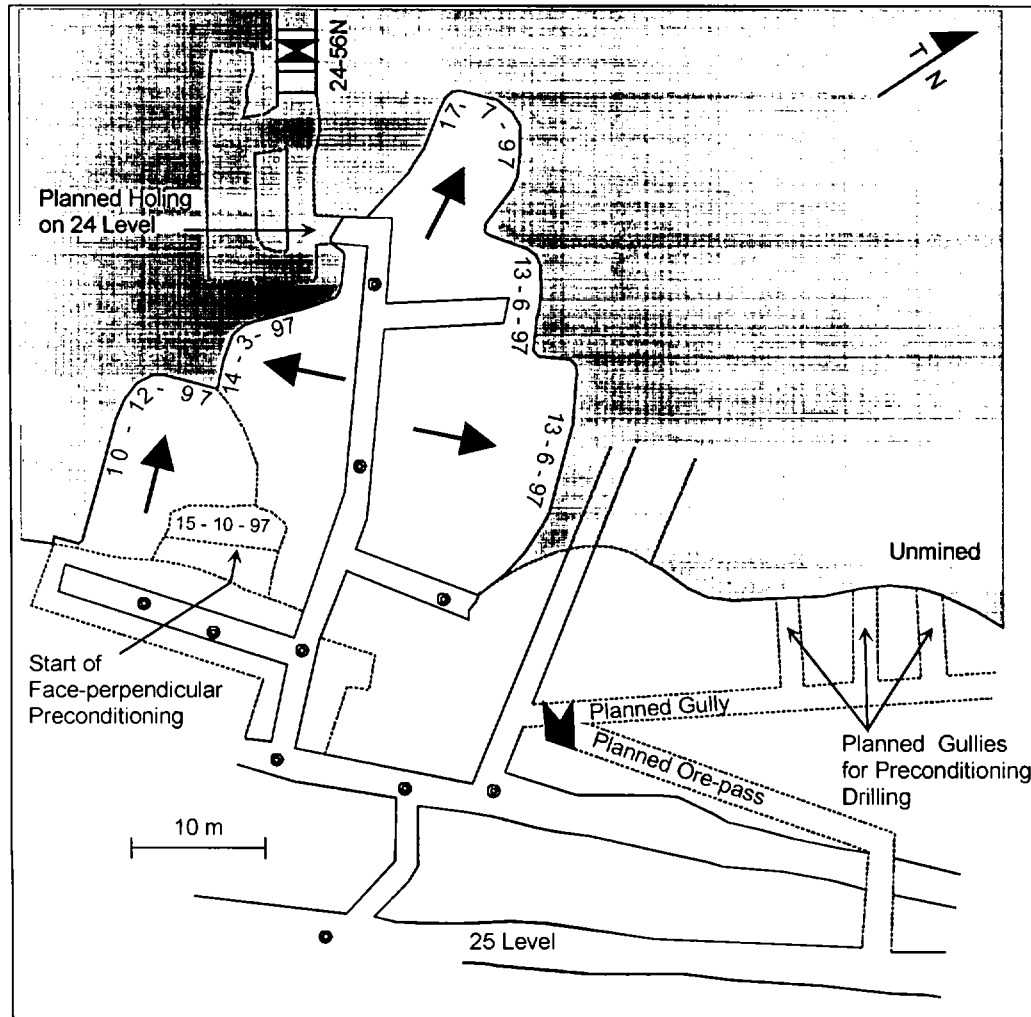 24-56N
T N
17- 7 - 97
Planned Holing
on 24 Level
13 - 6 - 97
14 - 3 - 97
10 - 12 - 97
13 - 6 - 97
15 - 10 - 97
Unmined
Start of
Face-perpendicular
Preconditioning
Planned Gully
Planned Ore-pass
Planned Gullies
for Preconditioning
Drilling
10 m
25 Level